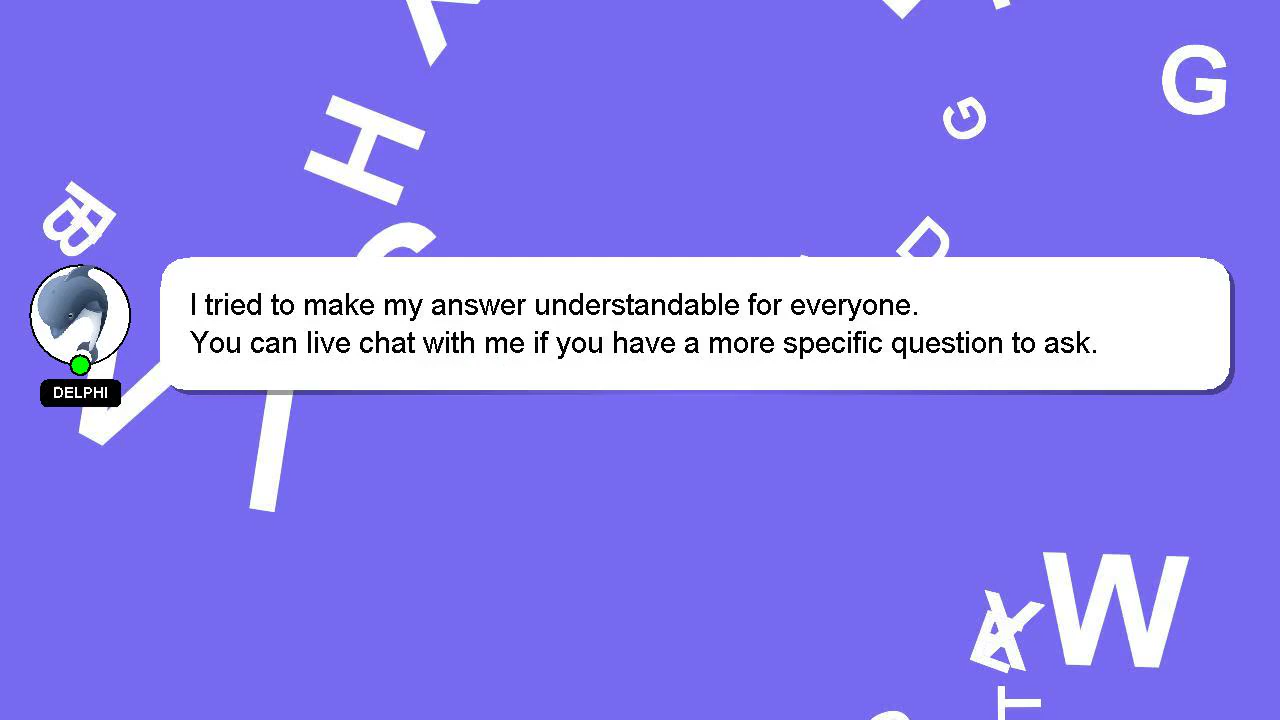 G
G
H
B
D
I tried to make my answer understandable for everyone.
You can live chat with me if you have a more specific question to ask.
DELPHI
W
T